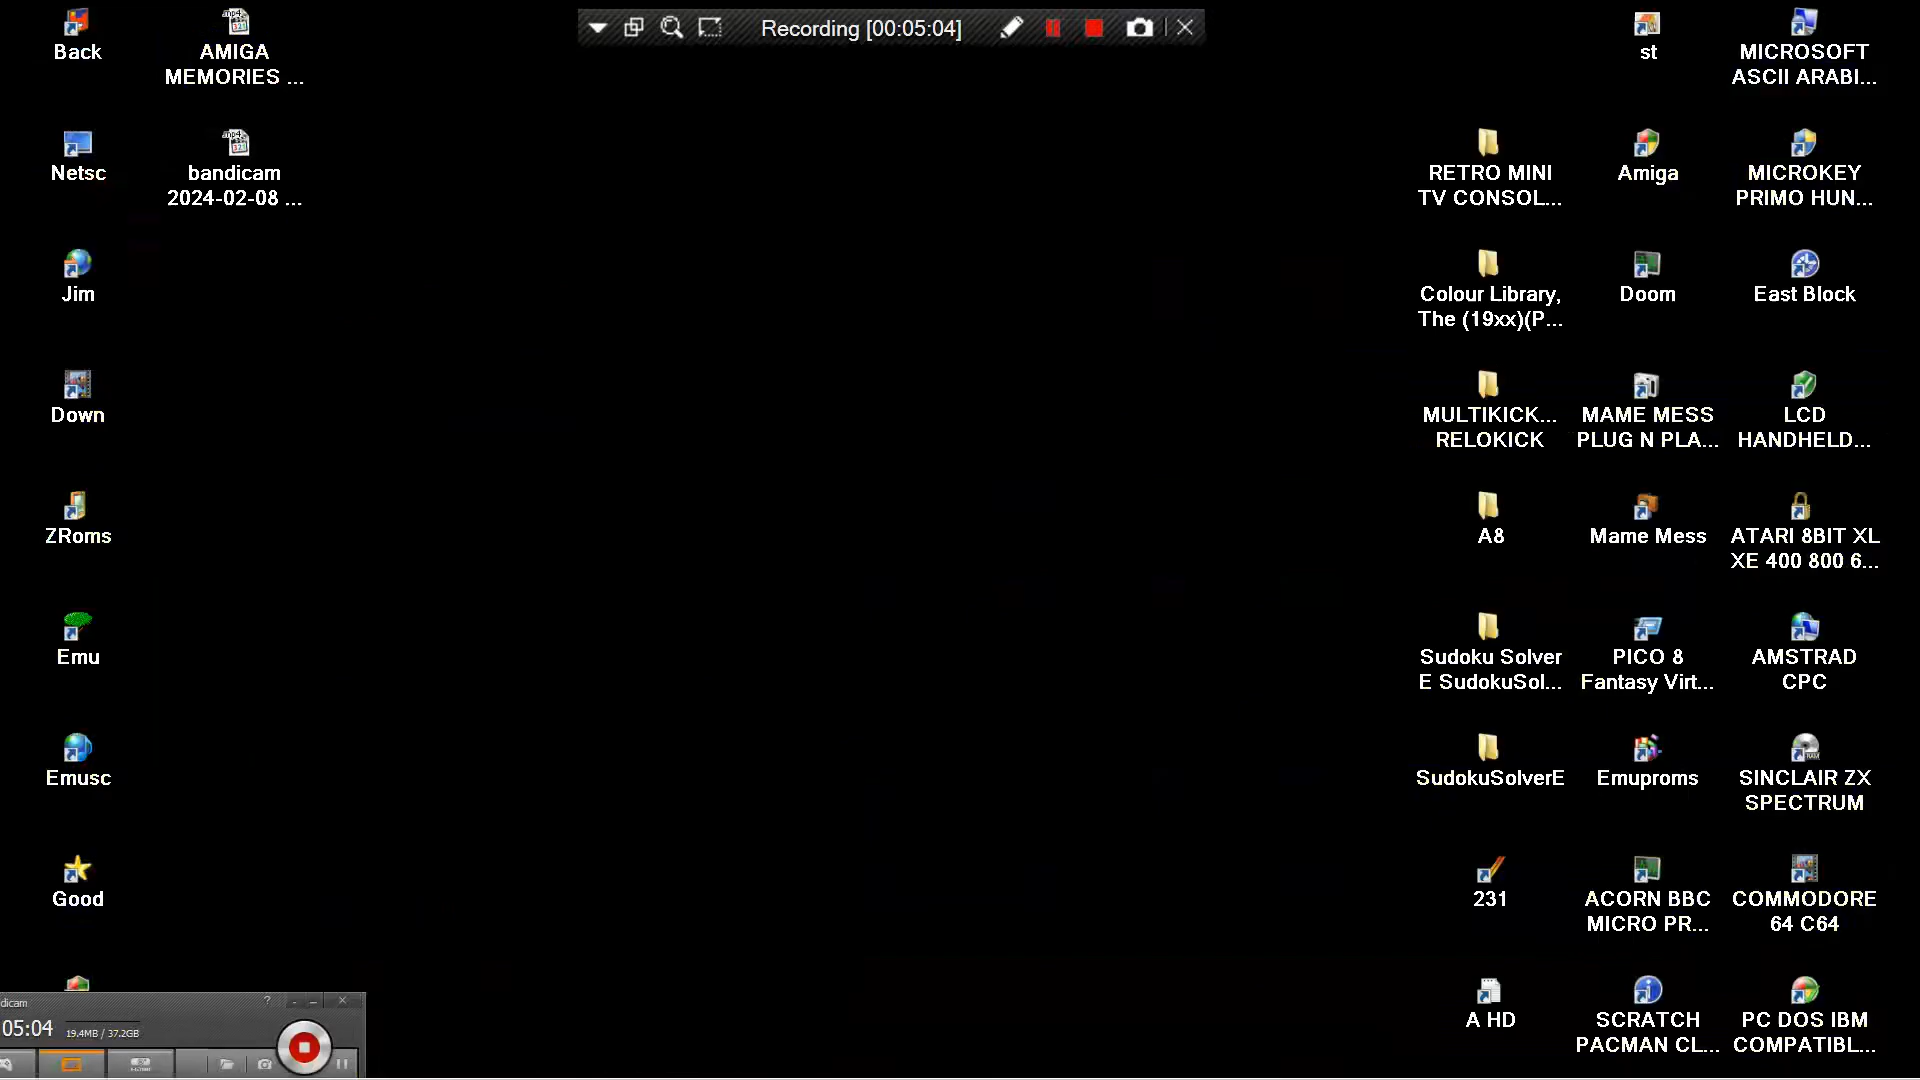 Recording [00:05:04]
Back
AMIGA
MEMORIES ...
Netsc
bandicam
2024-02-08 ...
Jim
Down
ZRoms
Emu
Emusc
Good
st
MICROSOFT
ASCII ARABI...
RETRO MINI
TV CONSOL...
Amiga
MICROKEY
PRIMO HUN...
Colour Library,
The (19xx)(P...
Doom
East Block
MULTIKICK...
RELOKICK
MAME MESS
PLUG N PLA...
LCD
HANDHELD...
A8
Mame Mess
ATARI 8BIT XL
XE 400 800 6...
Sudoku Solver
E SudokuSol...
PICO 8
Fantasy Virt...
AMSTRAD
CPC
SudokuSolverE
Emuproms
SINCLAIR ZX
SPECTRUM
231
ACORN BBC
MICRO PR...
COMMODORE
64 C64
A HD
SCRATCH
PACMAN CL...
PC DOS IBM
COMPATIBL...
dicam
05:04
19.4MB / 37.2GB